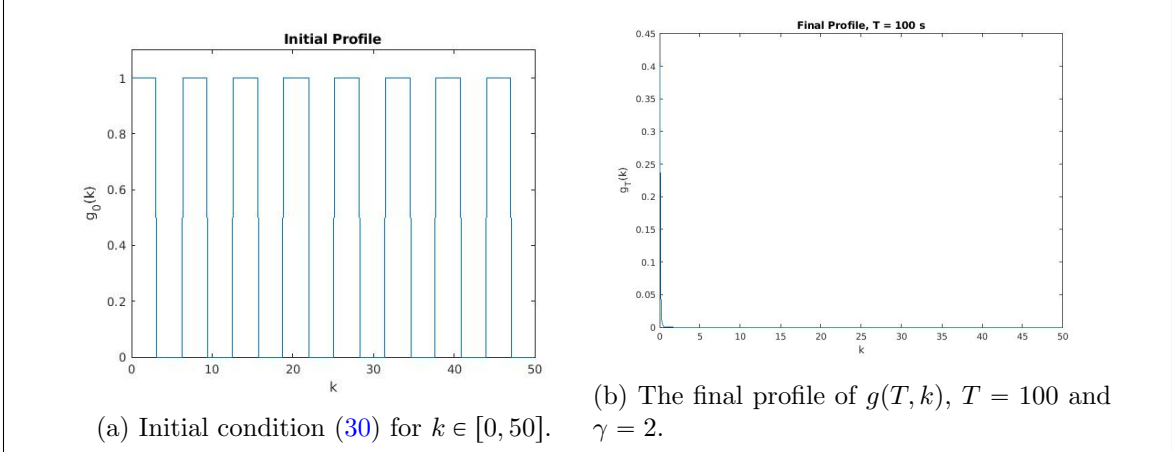 Initial Profile
1
0.8
0.6
0.4
0.2
0
g0(k)
0 10 20 30 40 50
k
(a) Initial condition (30) for k ∈ [0, 50].
Final Profile, T = 100 s
0.45
0.4
0.35
0.3
0.25
0.2
0.15
0.1
0.05
0
gT(k)
0 5 10 15 20 25 30 35 40 45 50
k
(b) The final profile of g(T, k), T = 100 and
γ = 2.